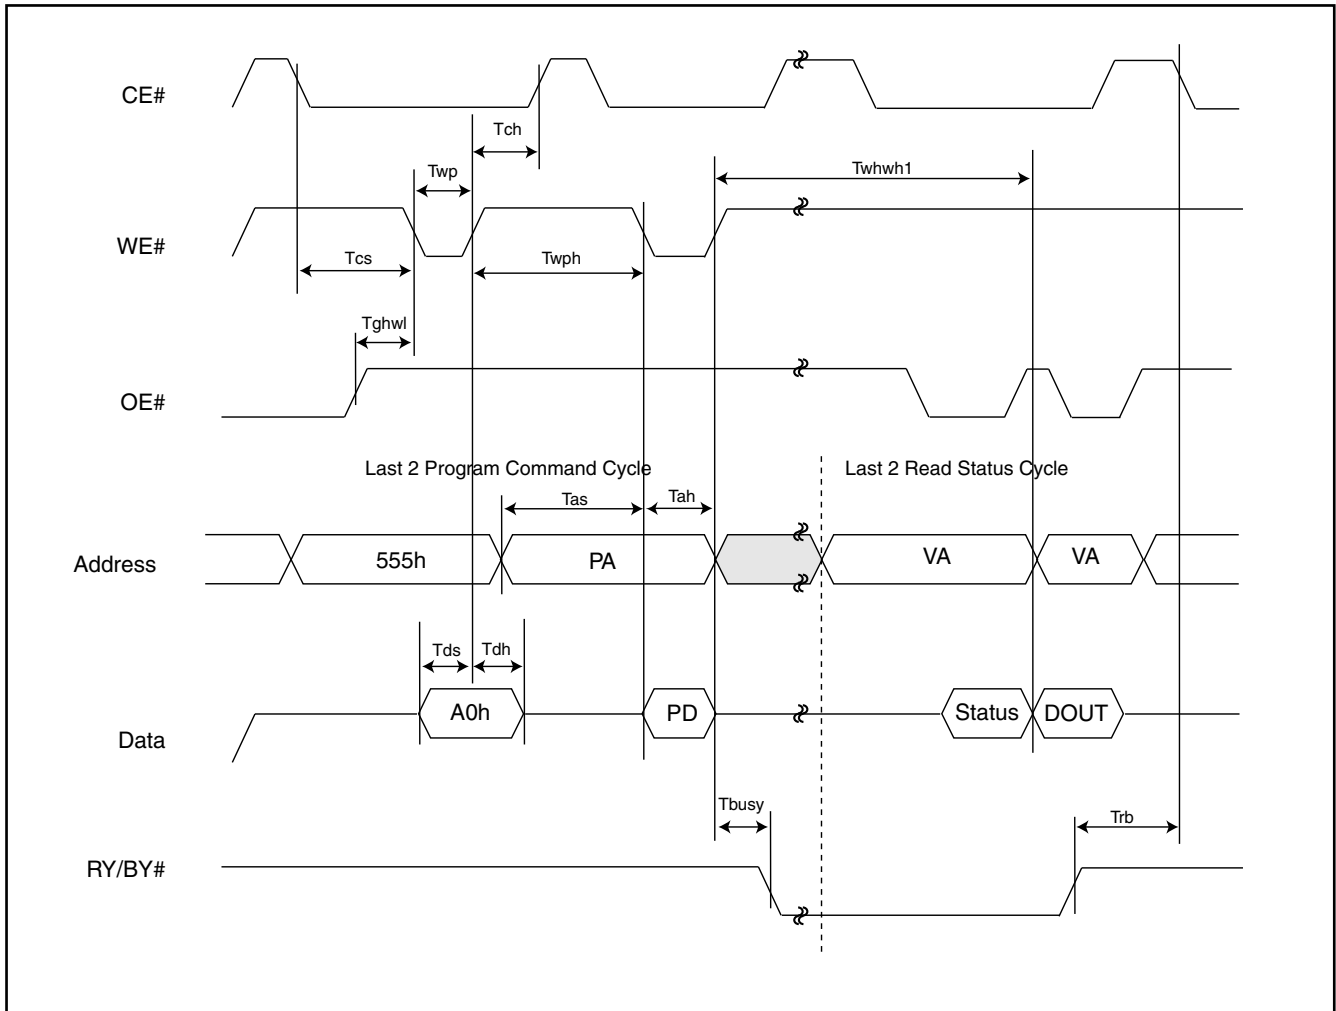 CE#
Tch
Twp
Twhwh1
WE#
Tcs
Twph
Tghwl
OE#
Last 2 Program Command Cycle
Last 2 Read Status Cycle
Tas
Tah
Address
555h
PA
VA
VA
Tds
Tdh
Data
A0h
PD
Status
DOUT
Tbusy
Trb
RY/BY#